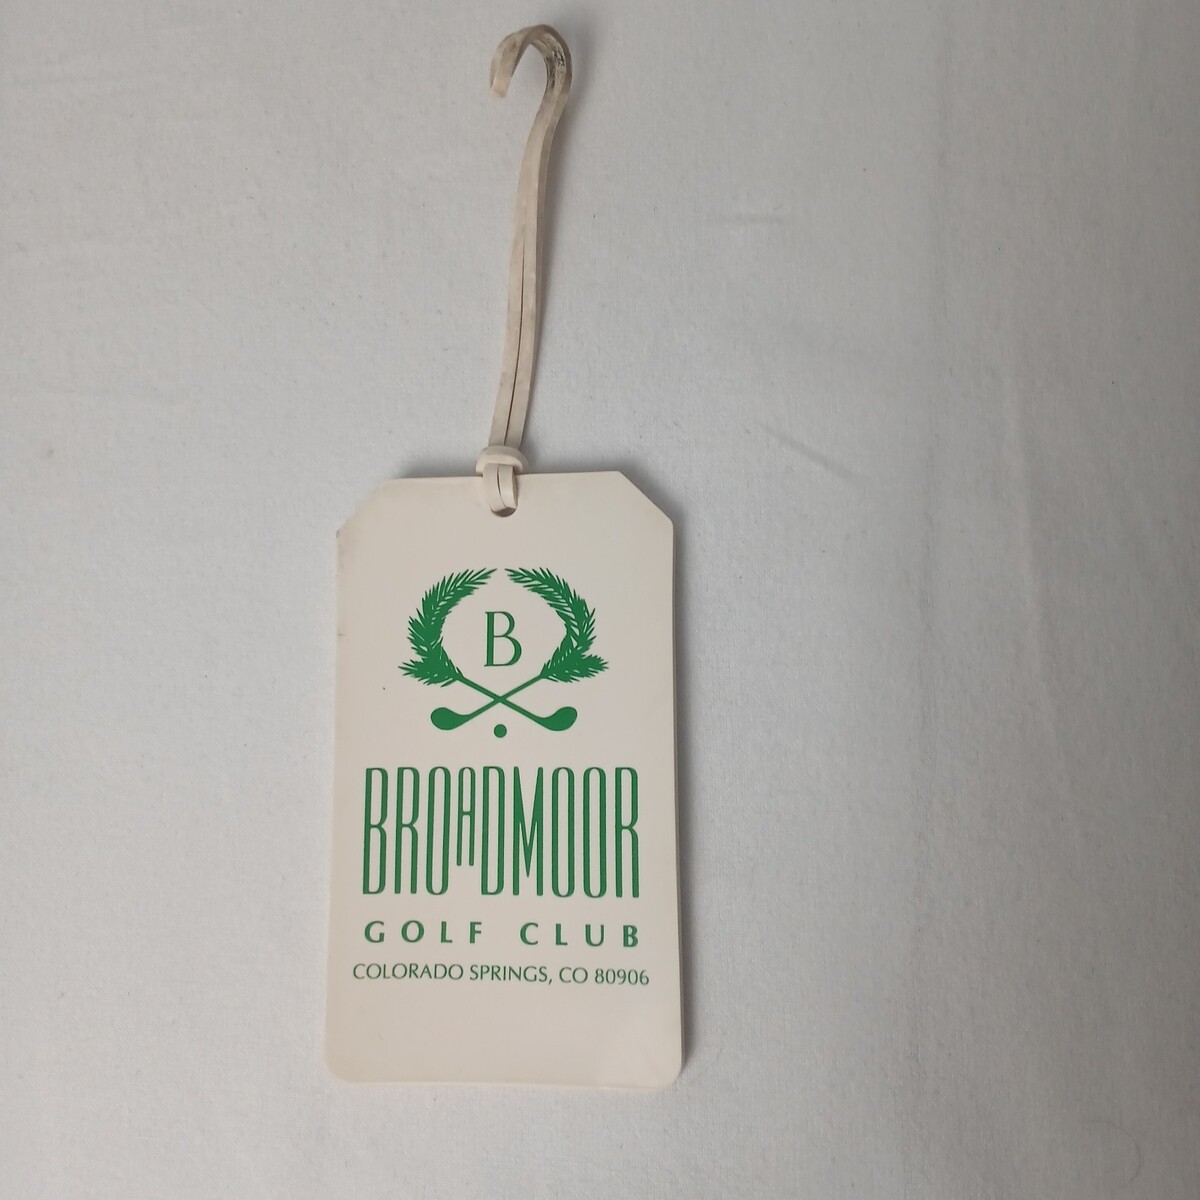 B
BROADMOOR
GOLF CLUB
COLORADO SPRINGS, CO 80906